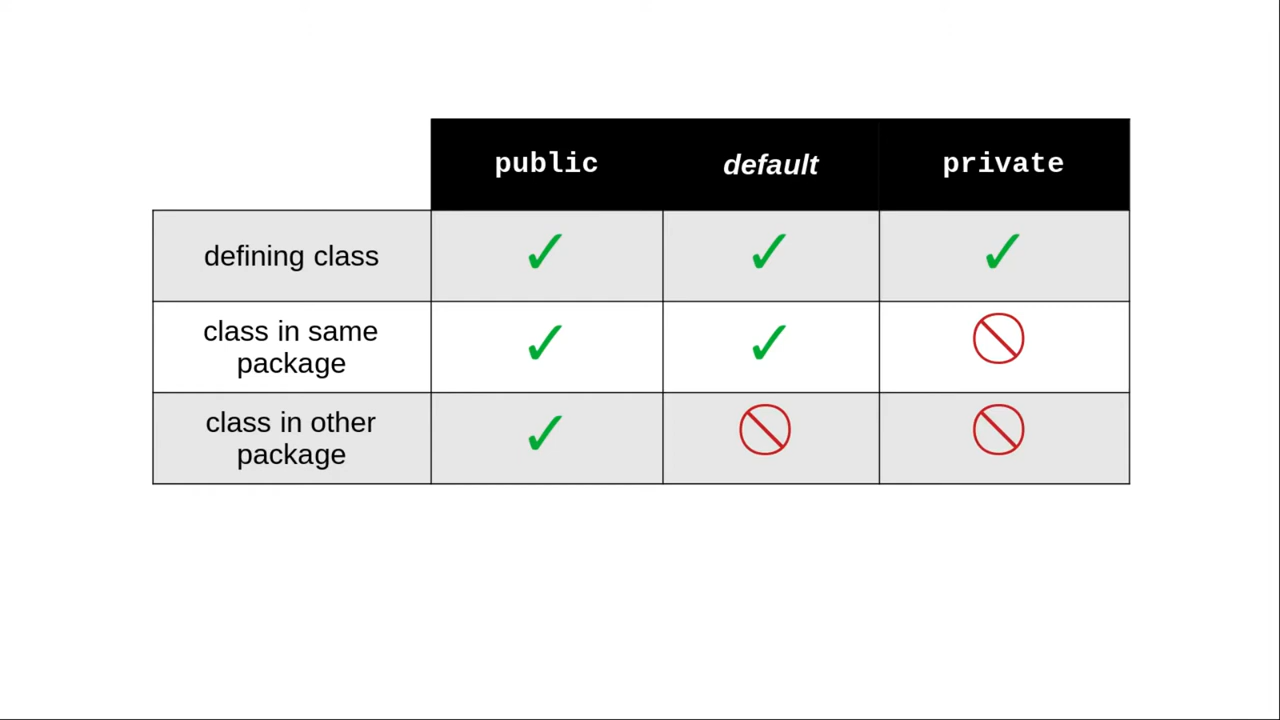 public default private
defining class ✓ ✓ ✓
class in same
package ✓ ✓ 🚫
class in other
package ✓ 🚫 🚫